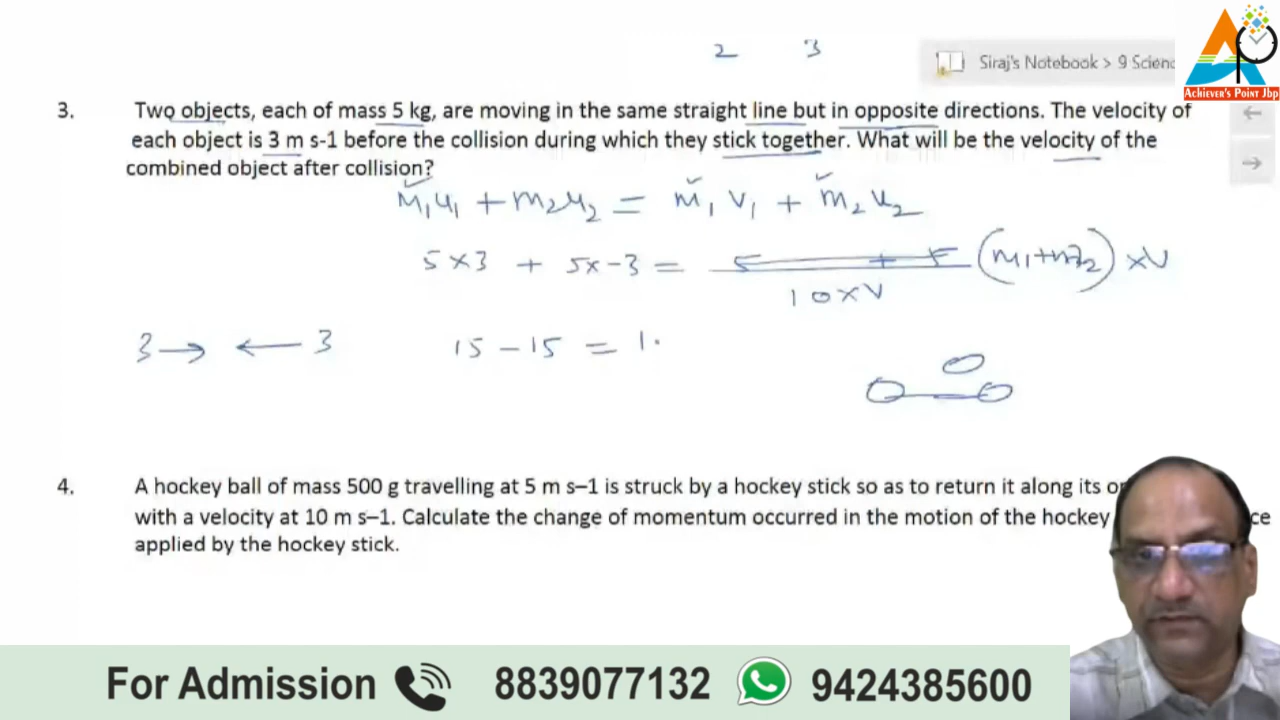 2 3
Siraj's Notebook > 9 Scienc
ACHIEVER'S POINT JBP
3. Two objects, each of mass 5 kg, are moving in the same straight line but in opposite directions. The velocity of
each object is 3 m s-1 before the collision during which they stick together. What will be the velocity of the
combined object after collision?
m₁u₁ + m₂u₂ = m₁ v₁ + m₂v₂
5×3 + 5×-3 = (m₁+m₂) ×v
10×v
3 → ← 3 15 - 15 = 1.
4. A hockey ball of mass 500 g travelling at 5 m s–1 is struck by a hockey stick so as to return it along its
with a velocity at 10 m s–1. Calculate the change of momentum occurred in the motion of the hockey
applied by the hockey stick.
For Admission 8839077132 9424385600